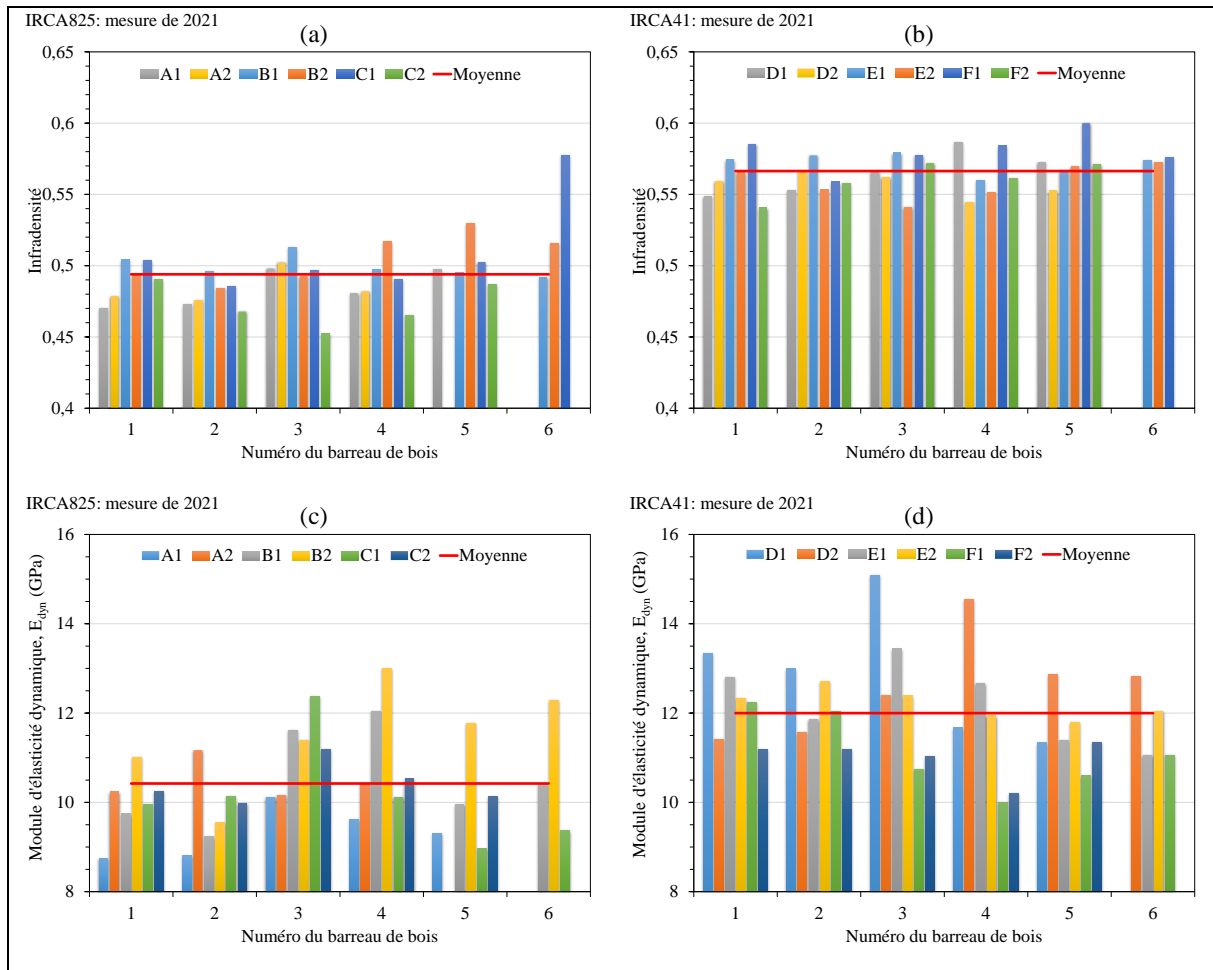 IRCA825: mesure de 2021
(a)
0,65
A1 A2 B1 B2 C1 C2 Moyenne
0,6
0,55
0,5
0,45
0,4
Infradensité
1 2 3 4 5 6
Numéro du barreau de bois
IRCA41: mesure de 2021
(b)
0,65
D1 D2 E1 E2 F1 F2 Moyenne
0,6
0,55
0,5
0,45
0,4
Infradensité
1 2 3 4 5 6
Numéro du barreau de bois
IRCA825: mesure de 2021
(c)
16
A1 A2 B1 B2 C1 C2 Moyenne
14
12
10
8
Module d'élasticité dynamique, Edyn (GPa)
1 2 3 4 5 6
Numéro du barreau de bois
IRCA41: mesure de 2021
(d)
16
D1 D2 E1 E2 F1 F2 Moyenne
14
12
10
8
Module d'élasticité dynamique, Edyn (GPa)
1 2 3 4 5 6
Numéro du barreau de bois